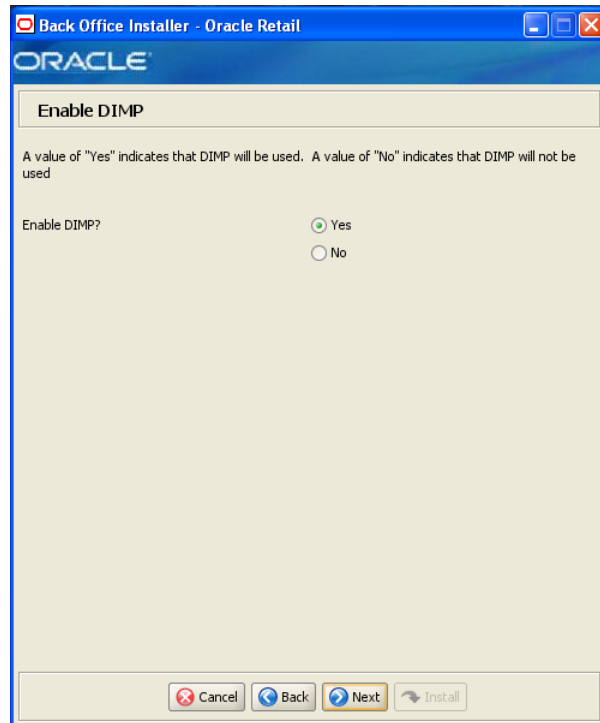 Back Office Installer - Oracle Retail
ORACLE
Enable DIMP
A value of "Yes" indicates that DIMP will be used. A value of "No" indicates that DIMP will not be
used
Enable DIMP?
Yes
No
Cancel
Back
Next
Install